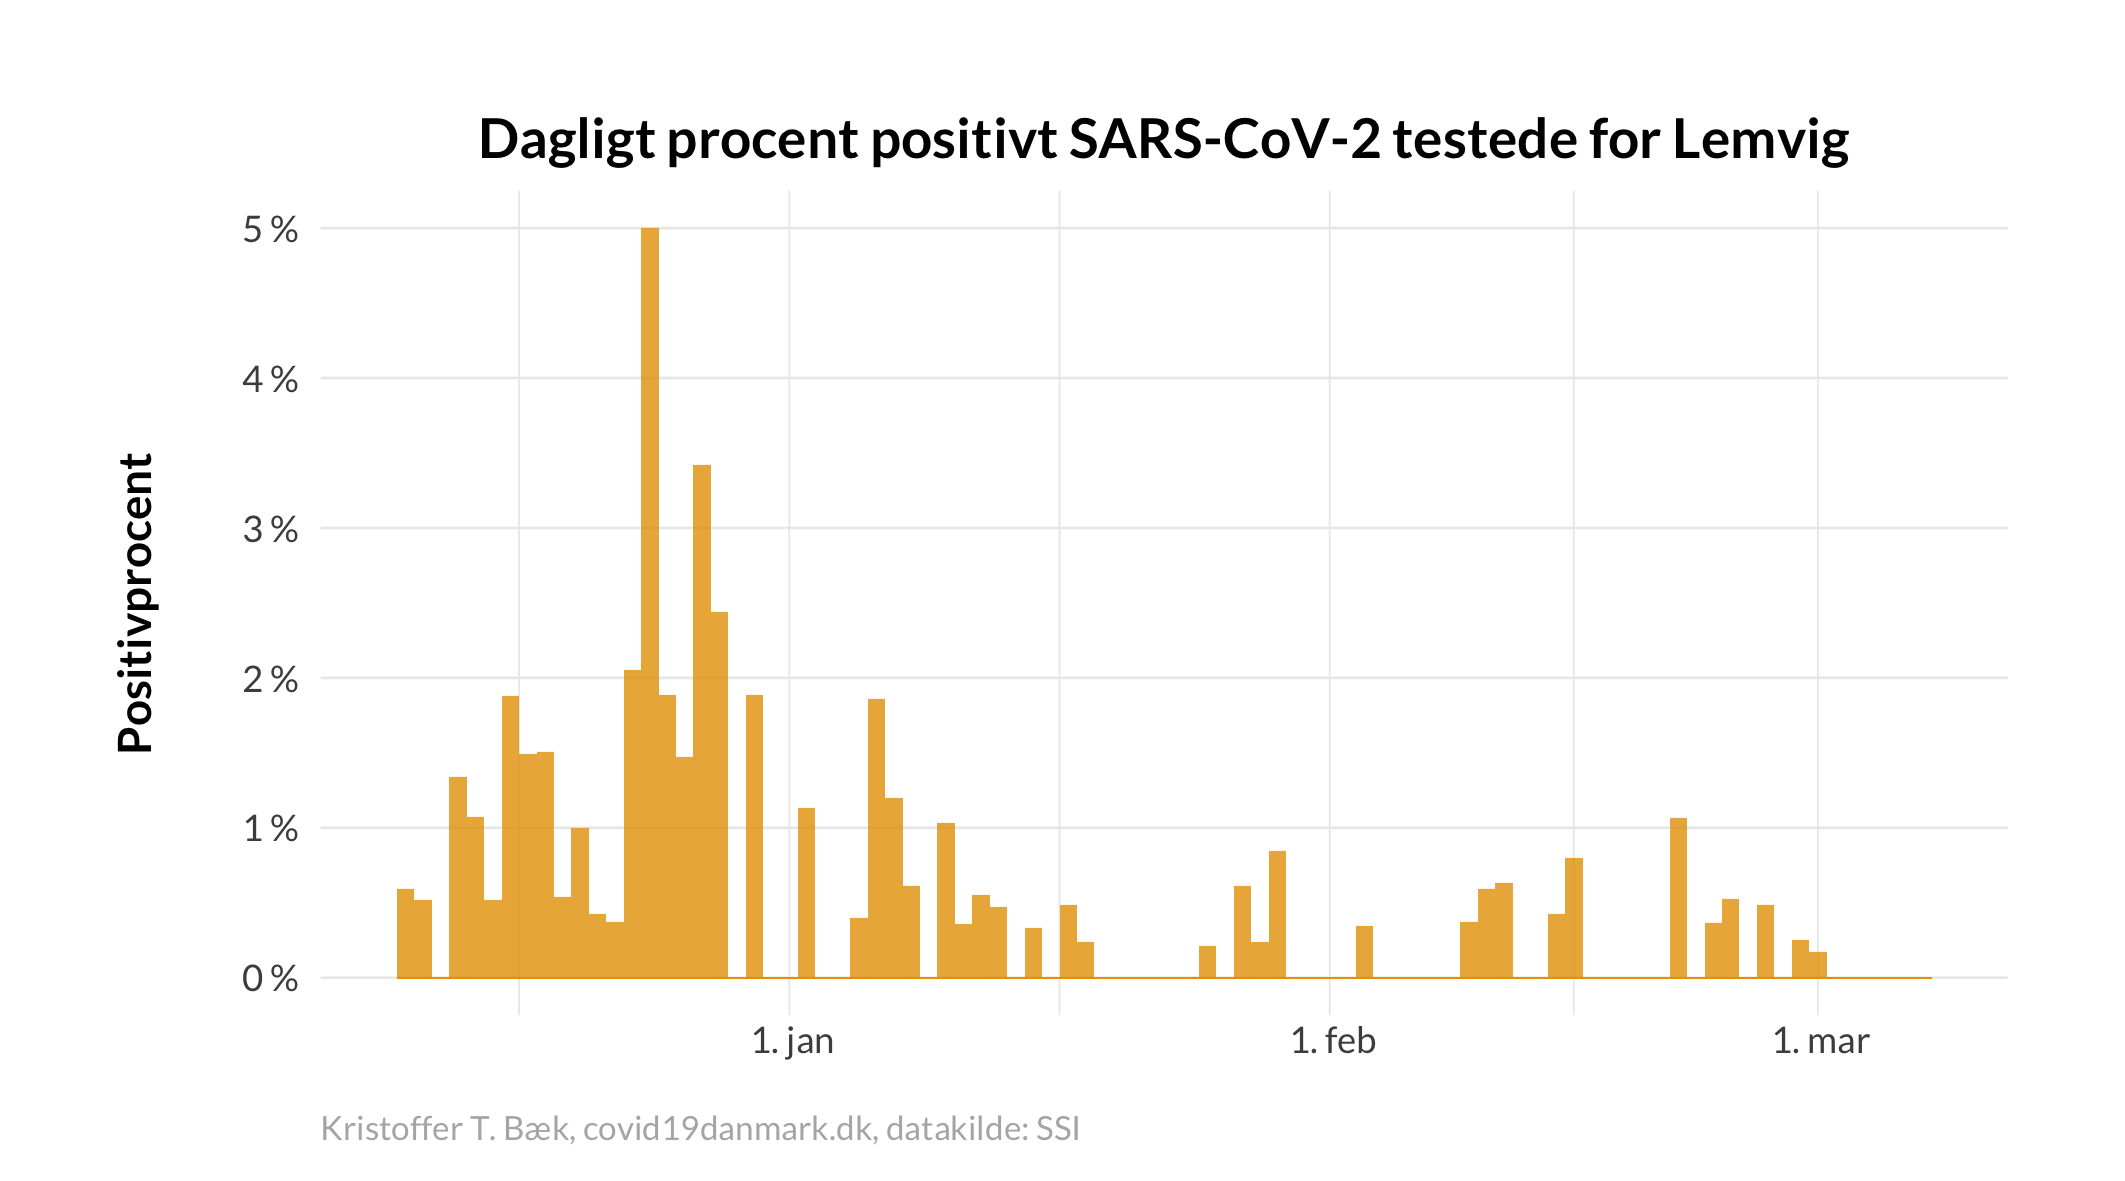 Dagligt procent positivt SARS-CoV-2 testede for Lemvig
Positivprocent
5 %
4 %
3 %
2 %
1 %
0 %
1. jan
1. feb
1. mar
Kristoffer T. Bæk, covid19danmark.dk, datakilde: SSI